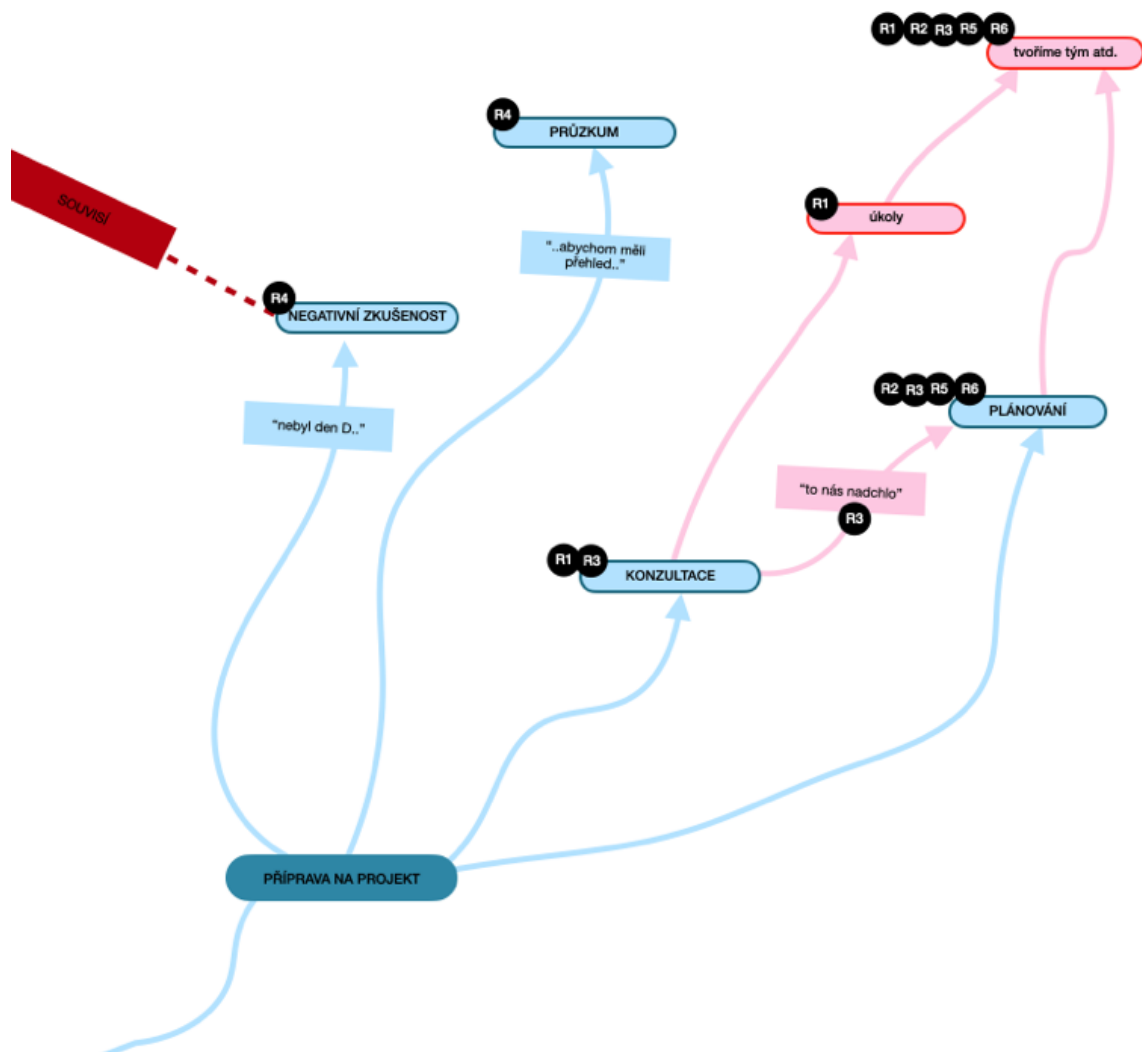 R1 R2 R3 R5 R6
tvoříme tým atd.
R4
PRŮZKUM
SOUVISÍ
R1
úkoly
"..abychom měli
přehled.."
R4
NEGATIVNÍ ZKUŠENOST
R2 R3 R5 R6
PLÁNOVÁNÍ
"nebyl den D.."
"to nás nadchlo"
R3
R1 R3
KONZULTACE
PŘÍPRAVA NA PROJEKT